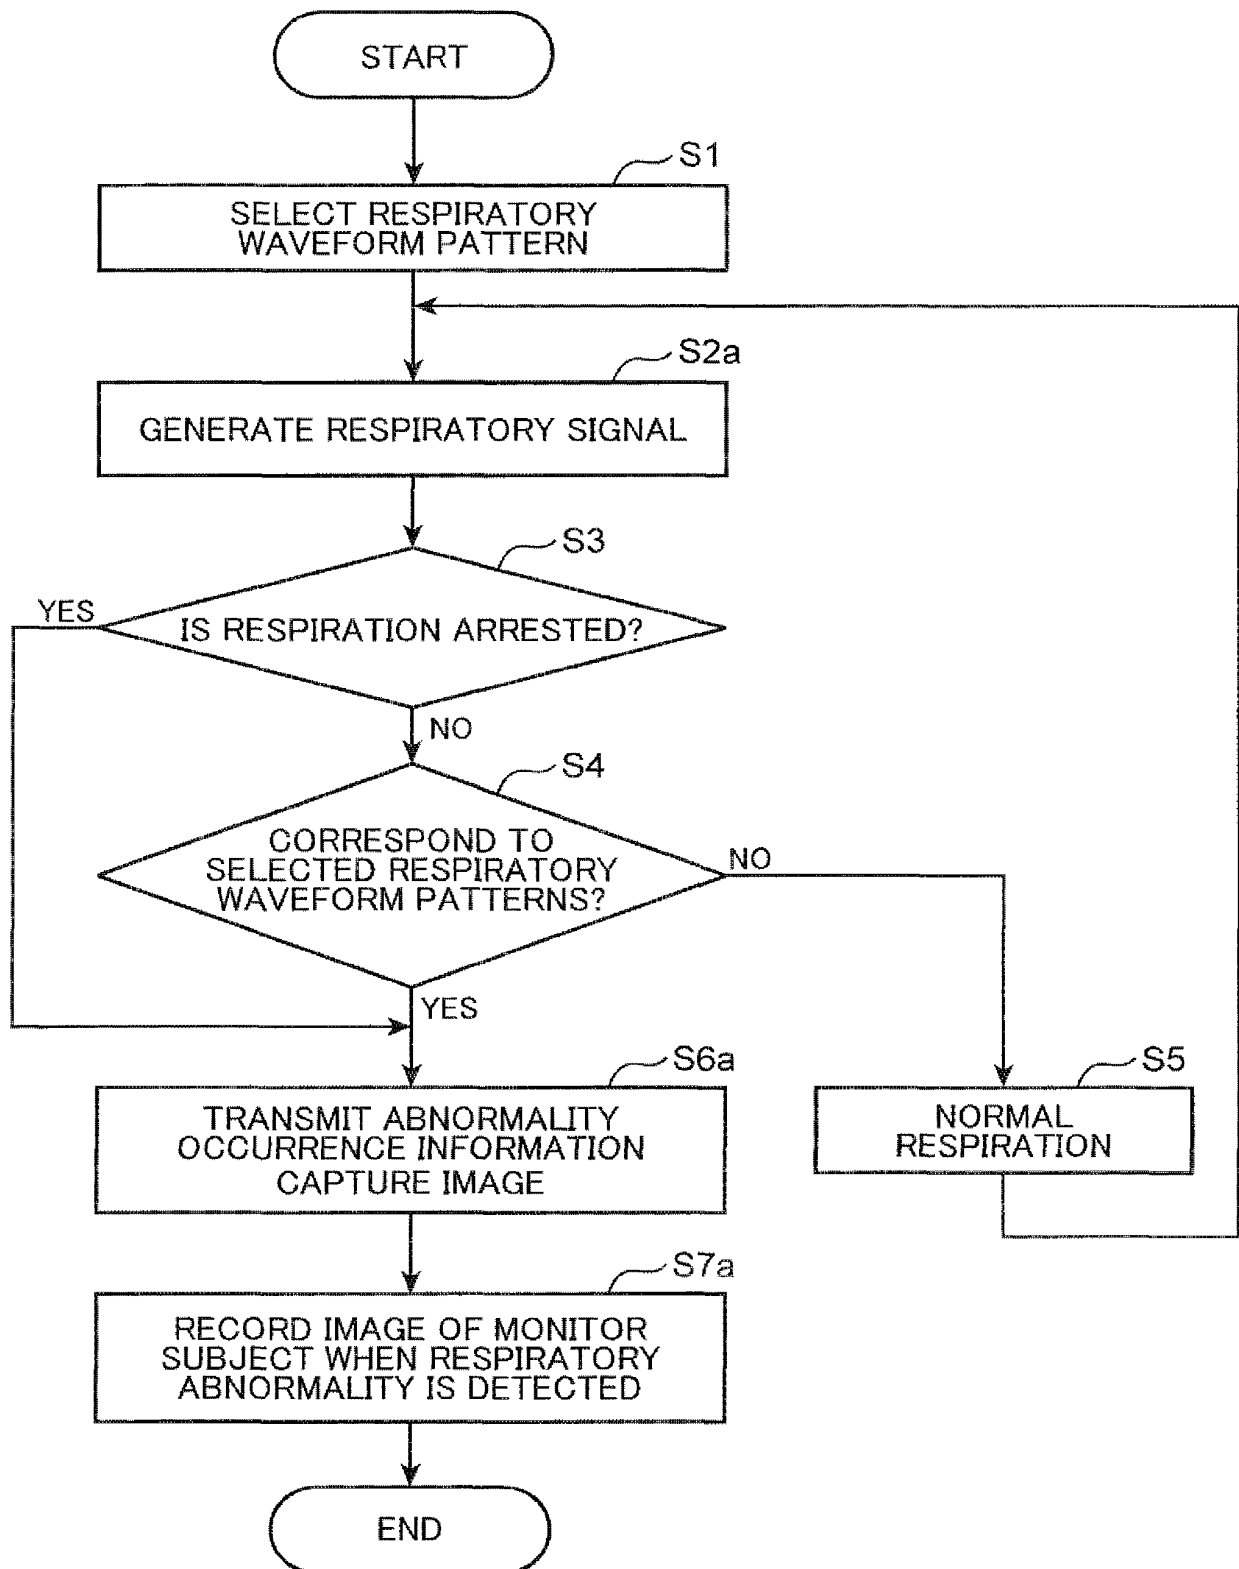 START
S1
SELECT RESPIRATORY
WAVEFORM PATTERN
S2a
GENERATE RESPIRATORY SIGNAL
S3
YES
IS RESPIRATION ARRESTED?
NO
S4
CORRESPOND TO
SELECTED RESPIRATORY
WAVEFORM PATTERNS?
NO
YES
S6a
TRANSMIT ABNORMALITY
OCCURRENCE INFORMATION
CAPTURE IMAGE
S5
NORMAL
RESPIRATION
S7a
RECORD IMAGE OF MONITOR
SUBJECT WHEN RESPIRATORY
ABNORMALITY IS DETECTED
END